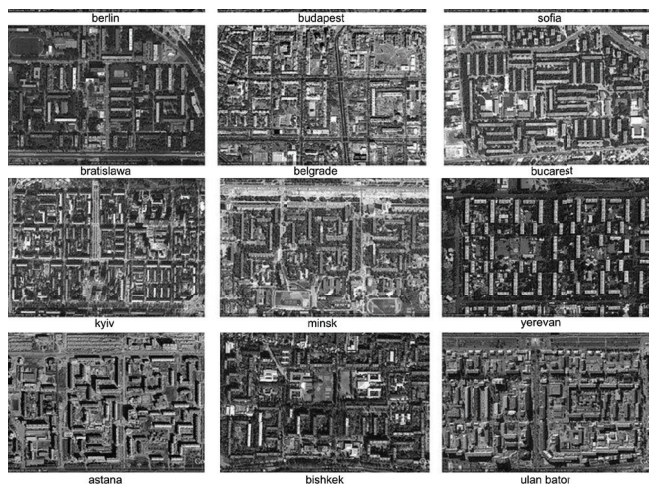 berlin
budapest
sofia
bratislawa
belgrade
bucarest
kyiv
minsk
yerevan
astana
bishkek
ulan bator